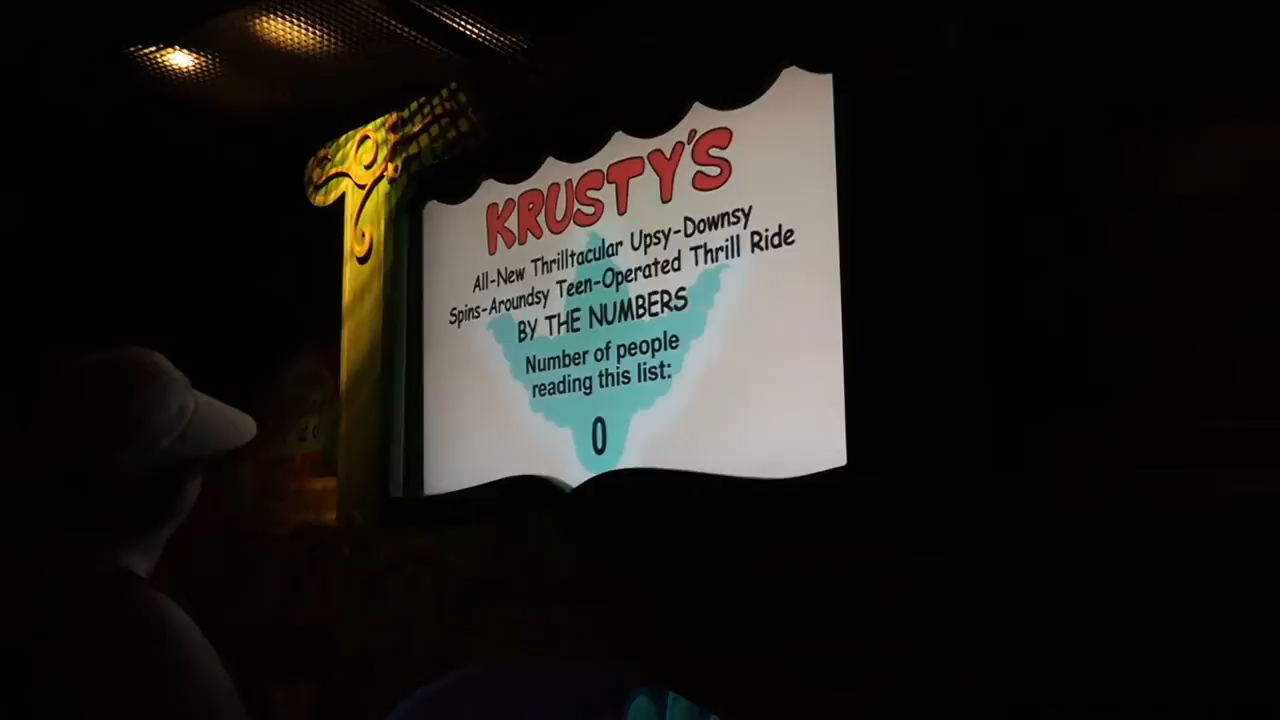 KRUSTY'S
All-New Thrilltacular Upsy-Downsy
Spins-Aroundsy Teen-Operated Thrill Ride
BY THE NUMBERS
Number of people
reading this list:
0